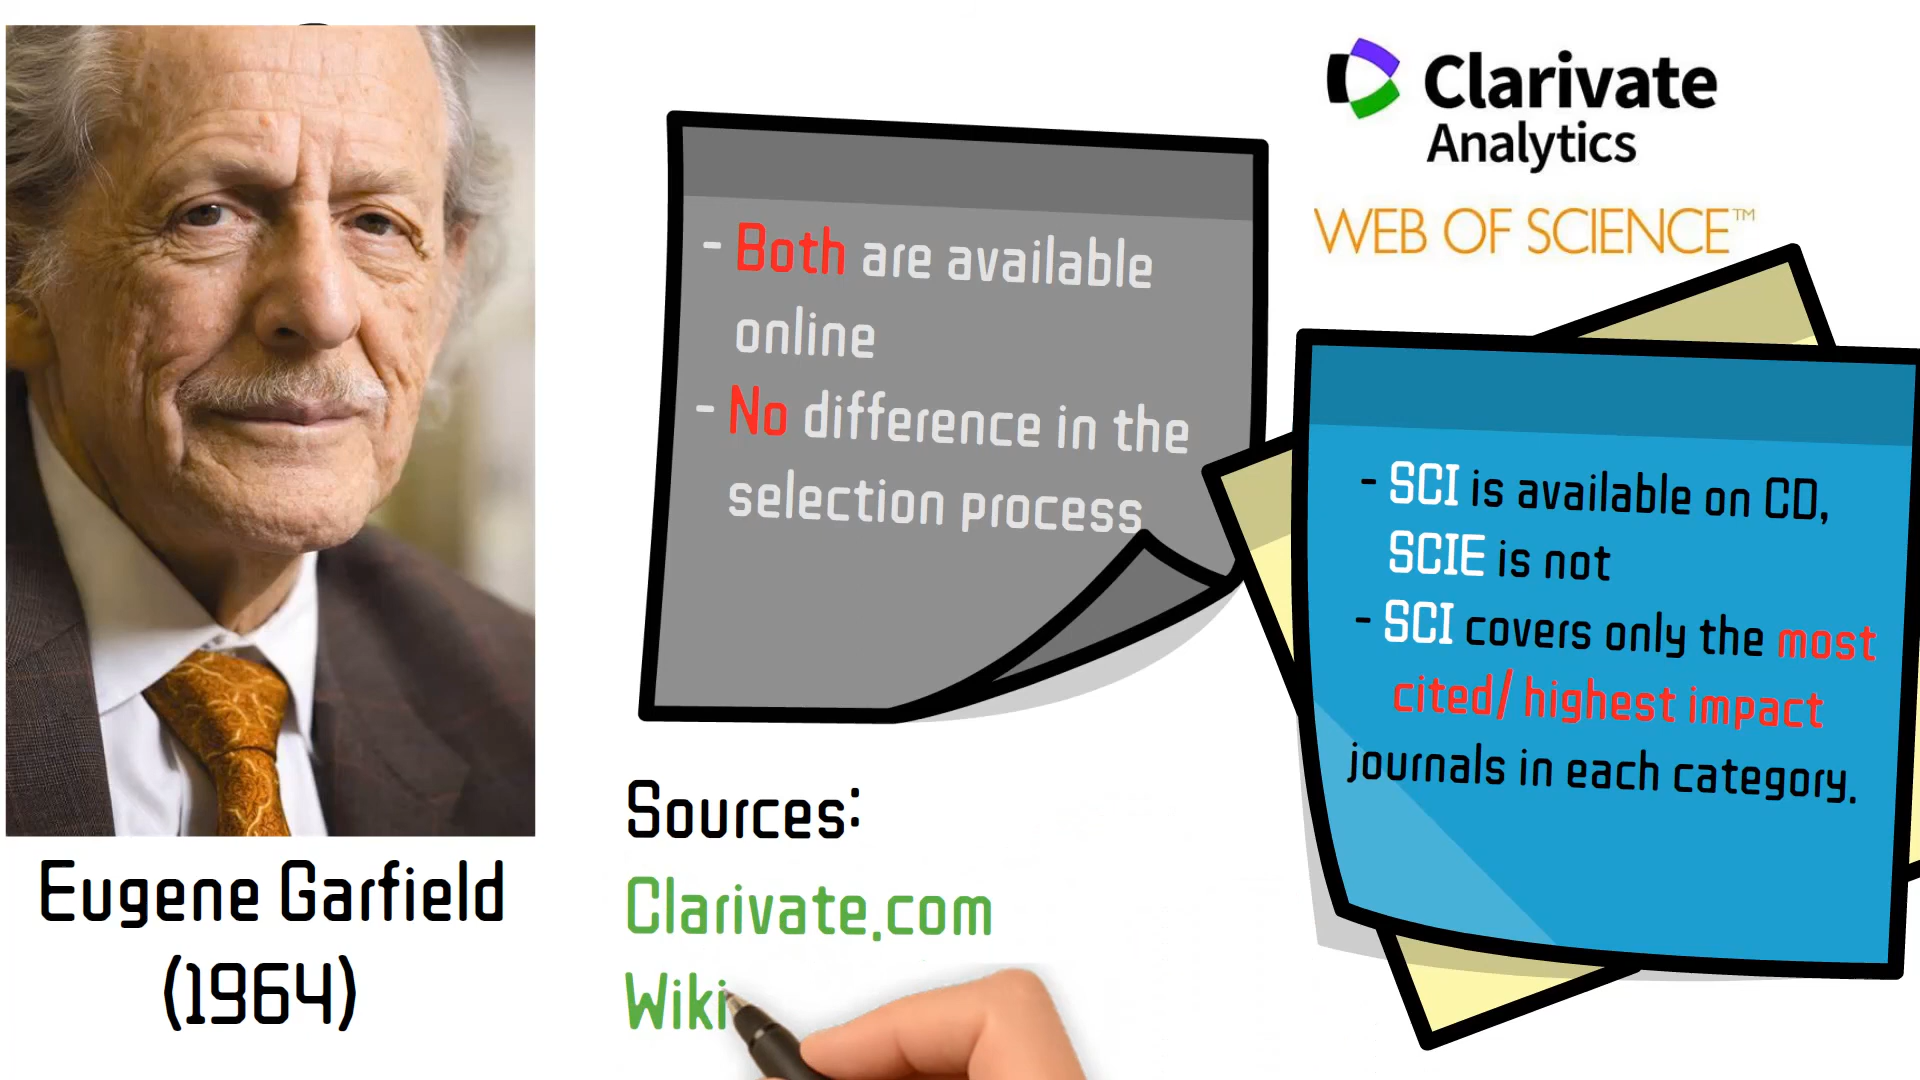 Eugene Garfield
(1964)
- Both are available
online
- No difference in the
selection process
Sources:
Clarivate.com
Wiki
Clarivate
Analytics
WEB OF SCIENCE™
- SCI is available on CD,
SCIE is not
- SCI covers only the most
cited/ highest impact
journals in each category.